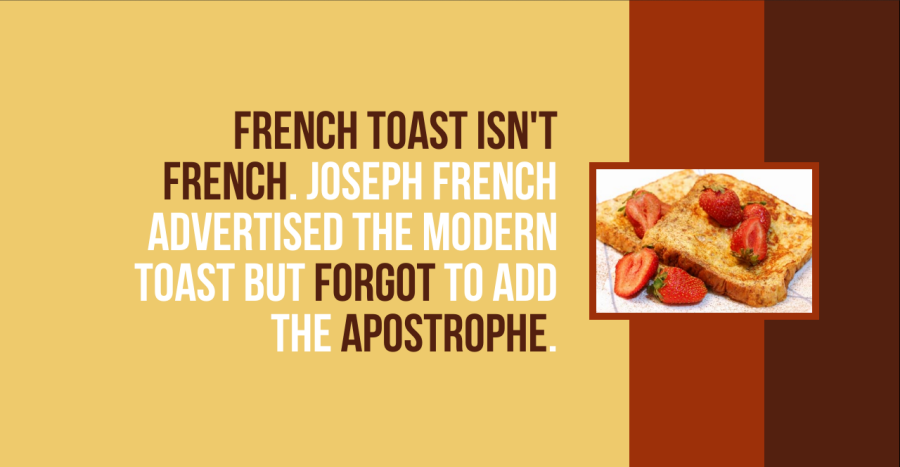 FRENCH TOAST ISN'T
FRENCH. JOSEPH FRENCH
ADVERTISED THE MODERN
TOAST BUT FORGOT TO ADD
THE APOSTROPHE.